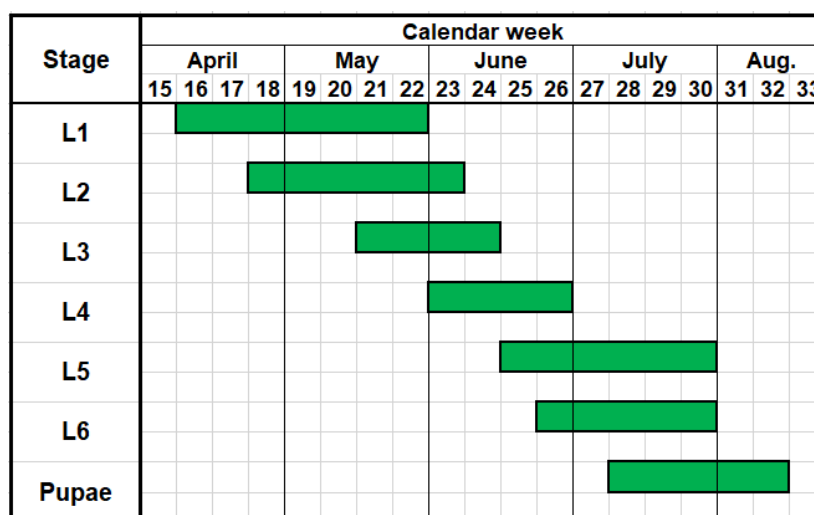 Calendar week
Stage
April May June July Aug.
15 16 17 18 19 20 21 22 23 24 25 26 27 28 29 30 31 32 33
L1
L2
L3
L4
L5
L6
Pupae